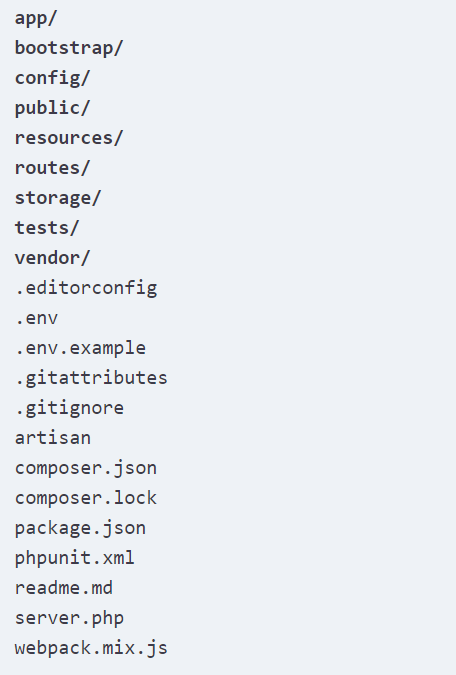 app/
bootstrap/
config/
public/
resources/
routes/
storage/
tests/
vendor/
.editorconfig
.env
.env.example
.gitattributes
.gitignore
artisan
composer.json
composer.lock
package.json
phpunit.xml
readme.md
server.php
webpack.mix.js